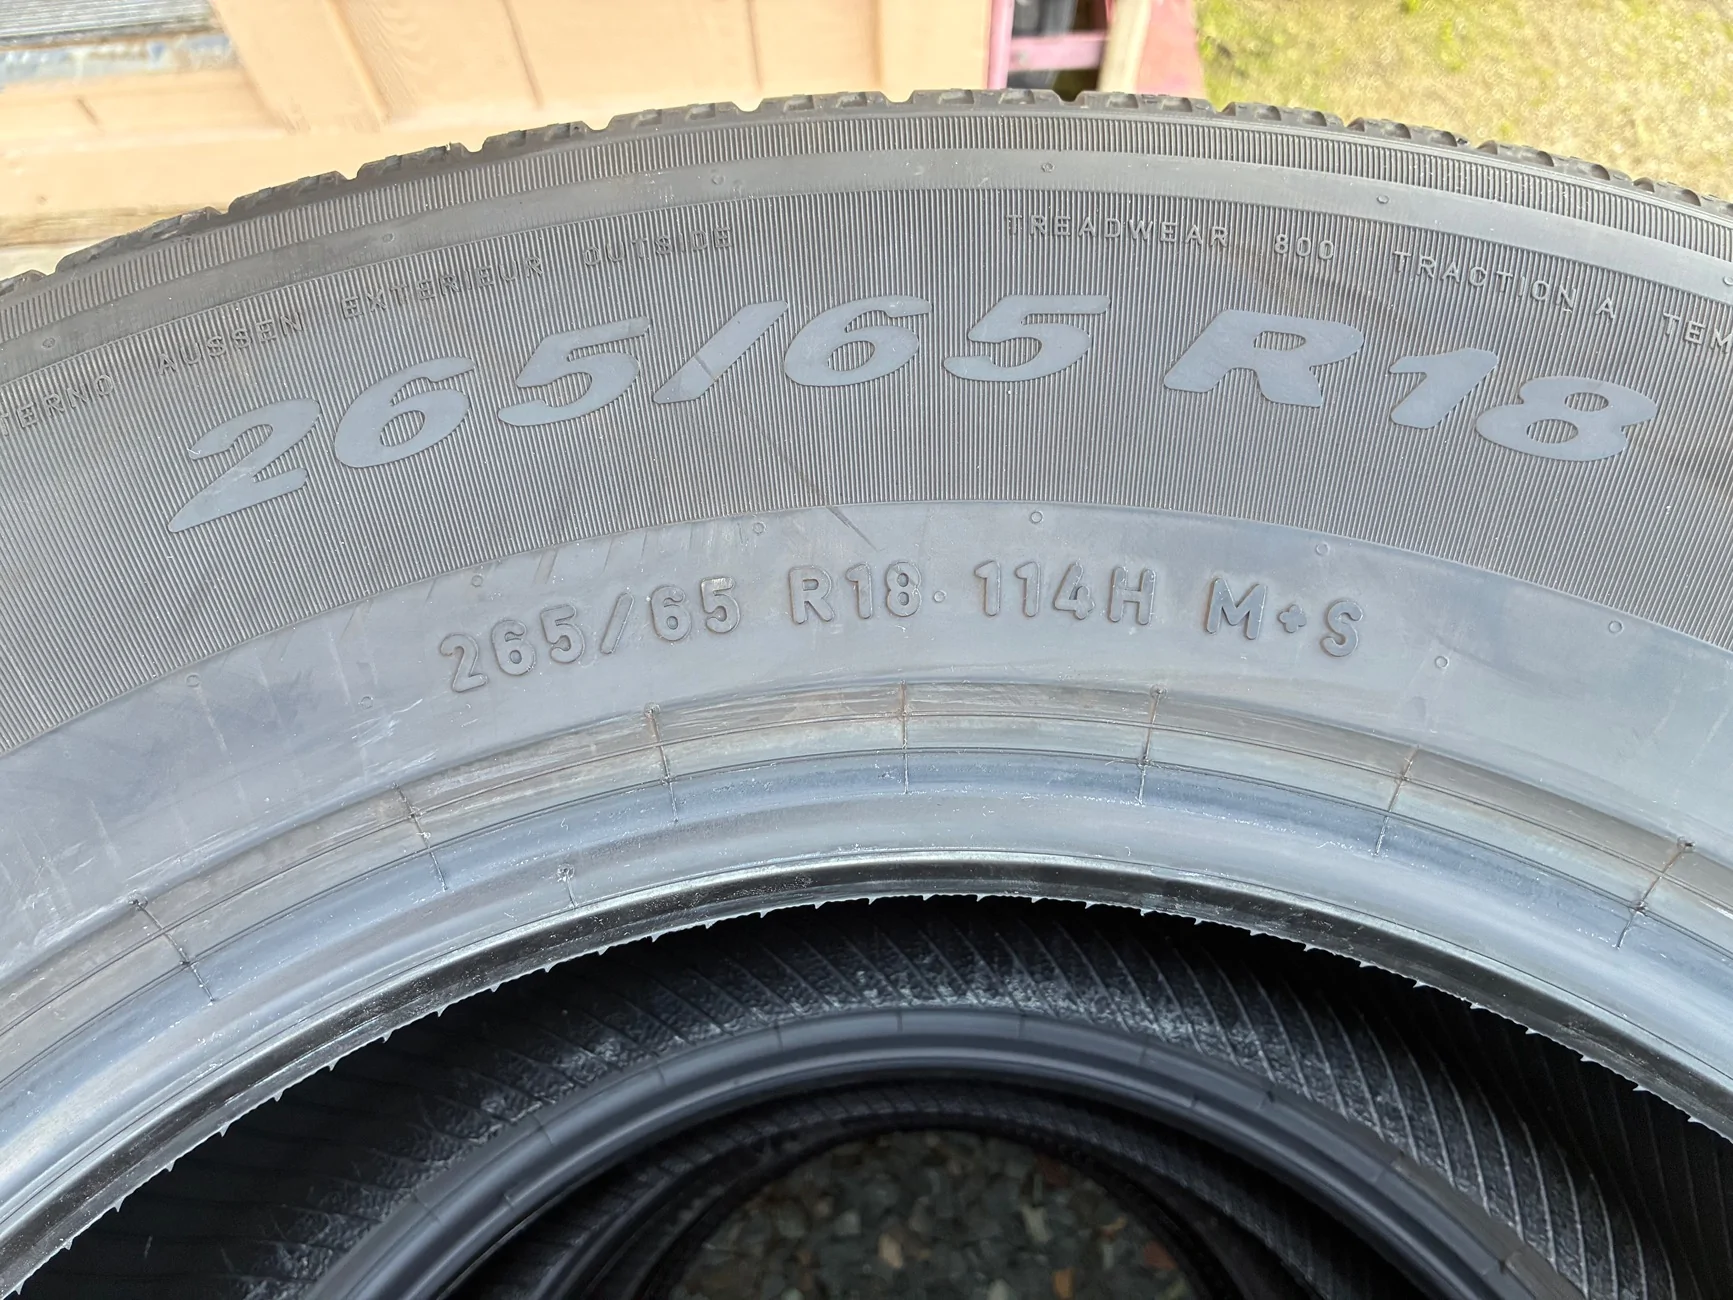 TERNO AUSSEN EXTERIEUR OUTSIDE
TREADWEAR 800 TRACTION A TEM
265/65 R18
265/65 R18 114H M+S